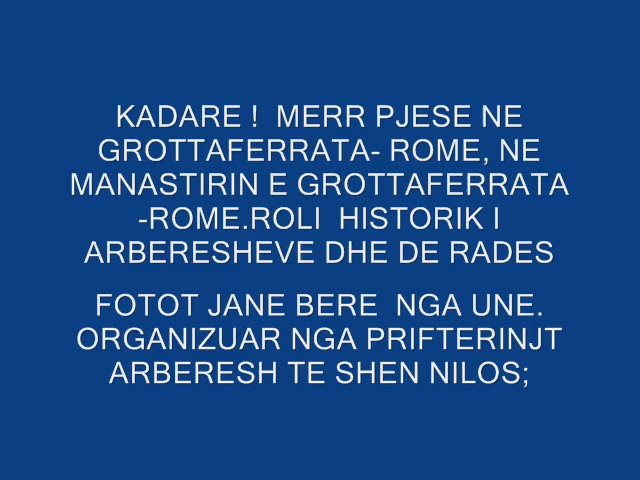 KADARE !  MERR PJESE NE
GROTTAFERRATA- ROME, NE
MANASTIRIN E GROTTAFERRATA
-ROME.ROLI  HISTORIK I
ARBERESHEVE DHE DE RADES
FOTOT JANE BERE  NGA UNE.
ORGANIZUAR NGA PRIFTERINJT
ARBERESH TE SHEN NILOS;